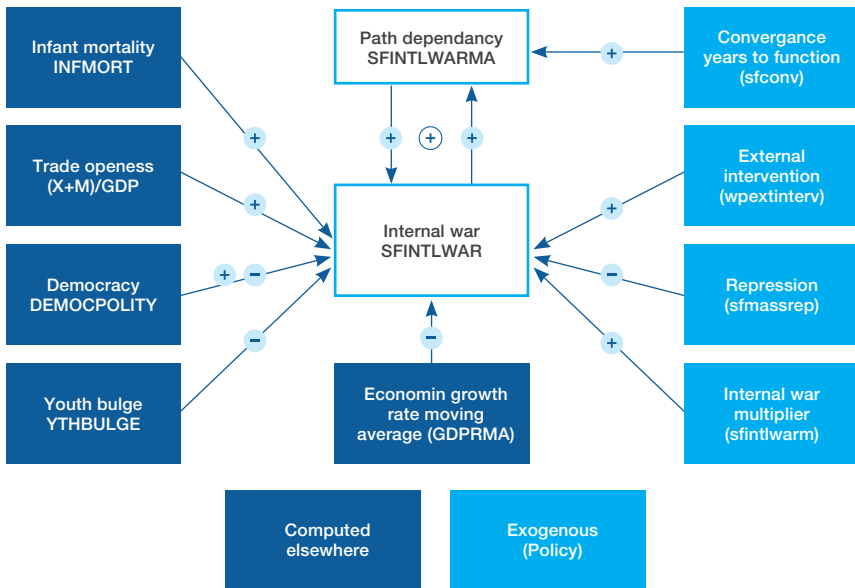 Infant mortality
INFMORT
Path dependancy
SFINTLWARMA
Convergance
years to function
(sfconv)
+
+
+
+
+
Trade openess
(X+M)/GDP
+
External
intervention
(wpextinterv)
+
Internal war
SFINTLWAR
Democracy
DEMOCPOLITY
+ −
Repression
(sfmassrep)
−
Youth bulge
YTHBULGE
−
−
Economin growth
rate moving
average (GDPRMA)
+
Internal war
multiplier
(sfintlwarm)
Computed
elsewhere
Exogenous
(Policy)